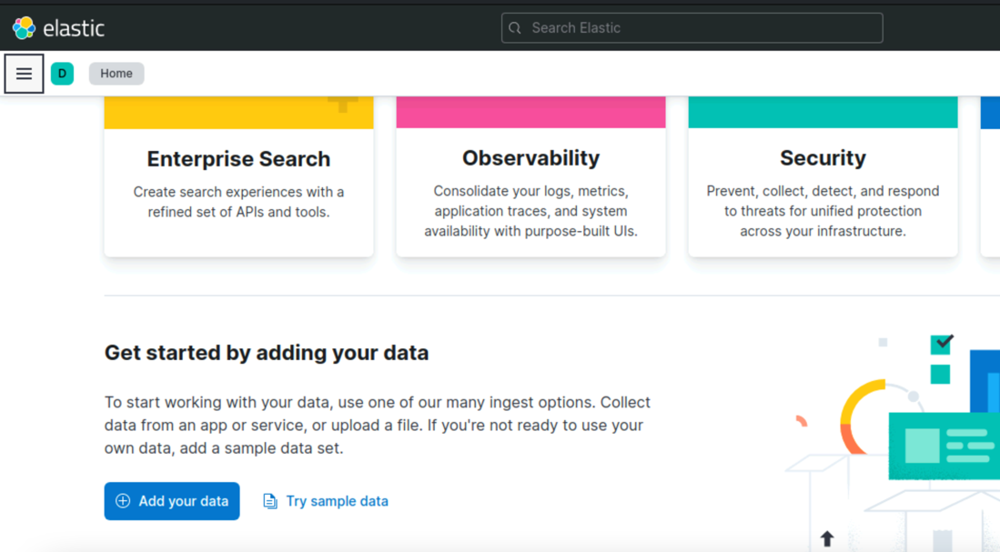 elastic
Search Elastic
D
Home
Enterprise Search
Create search experiences with a
refined set of APIs and tools.
Observability
Consolidate your logs, metrics,
application traces, and system
availability with purpose-built UIs.
Security
Prevent, collect, detect, and respond
to threats for unified protection
across your infrastructure.
Get started by adding your data
To start working with your data, use one of our many ingest options. Collect
data from an app or service, or upload a file. If you're not ready to use your
own data, add a sample data set.
Add your data
Try sample data